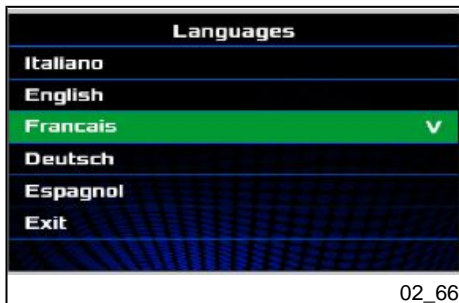 Languages
Italiano
English
Francais V
Deutsch
Espagnol
Exit
02_66